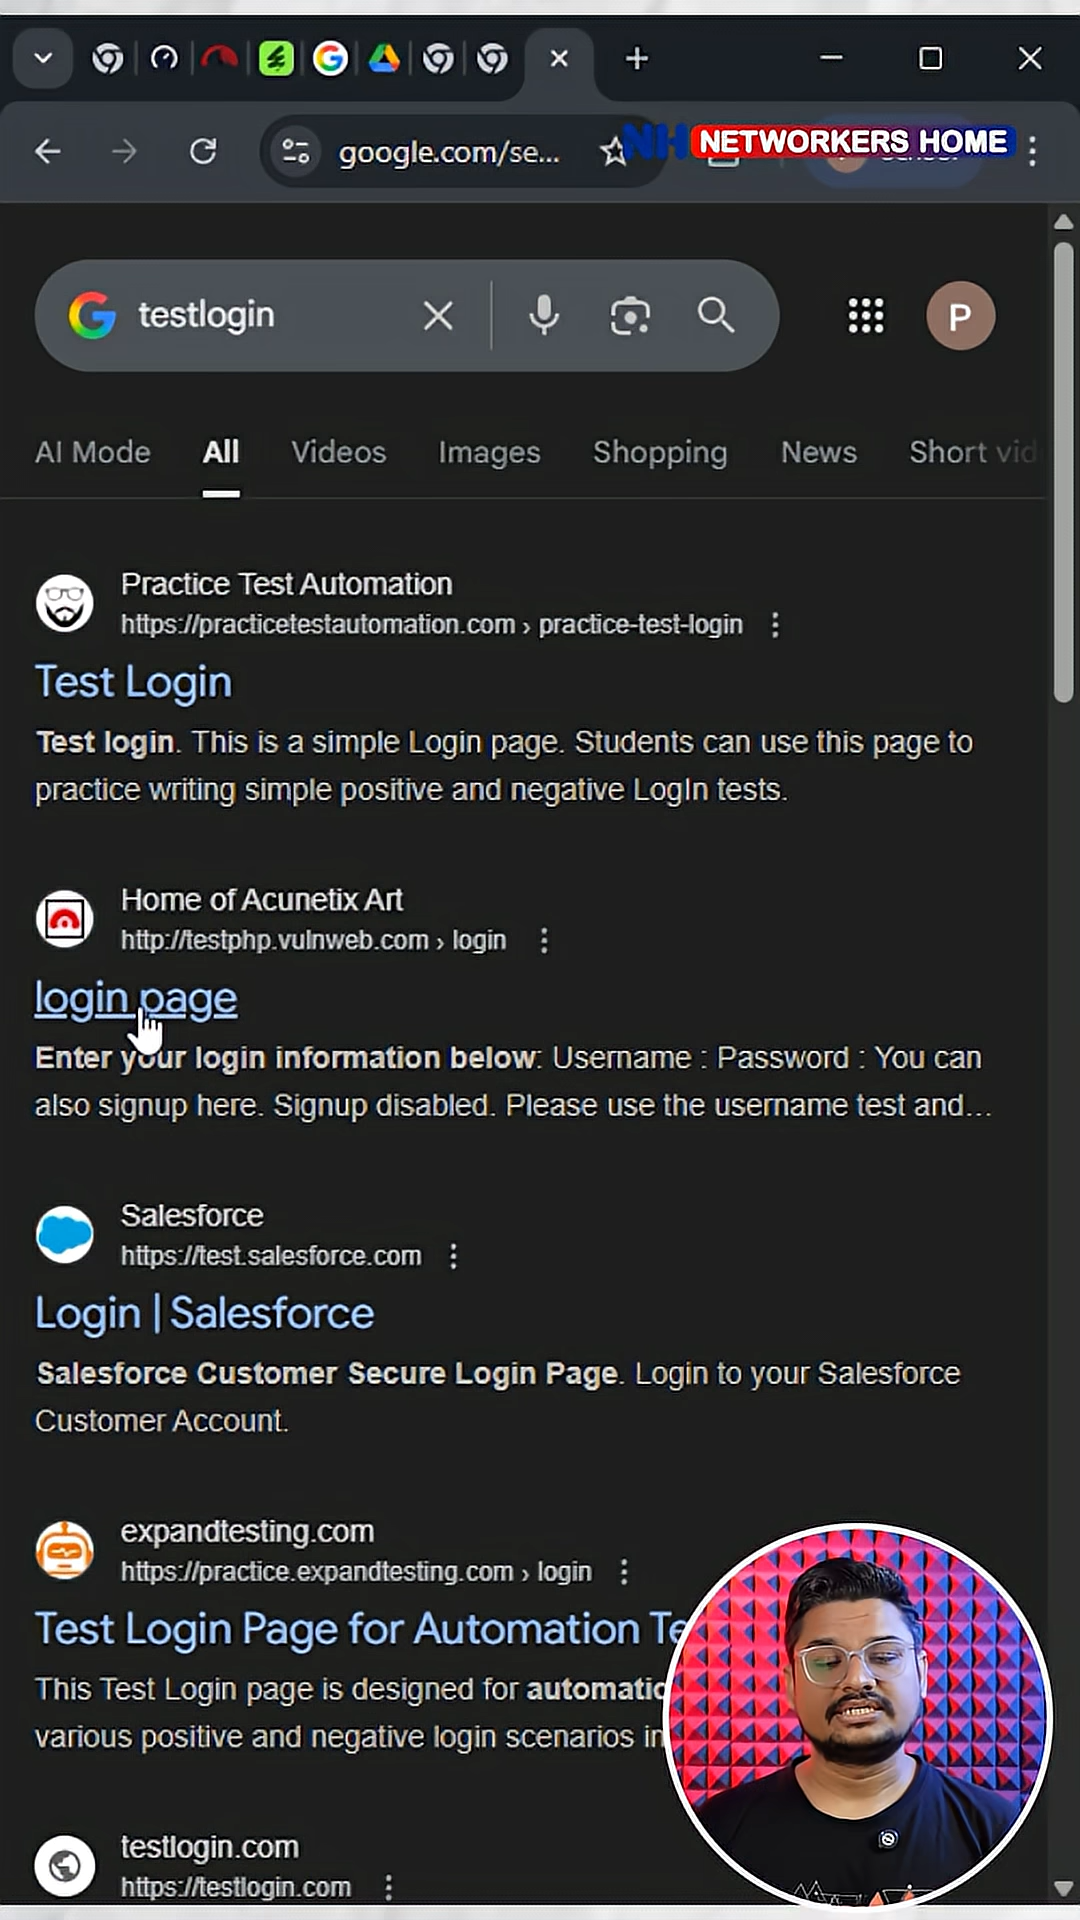 google.com/se...
NH NETWORKERS HOME
testlogin
P
AI Mode All Videos Images Shopping News Short vid
Practice Test Automation
https://practicetestautomation.com › practice-test-login
Test Login
Test login. This is a simple Login page. Students can use this page to
practice writing simple positive and negative LogIn tests.
Home of Acunetix Art
http://testphp.vulnweb.com › login
login page
Enter your login information below: Username : Password : You can
also signup here. Signup disabled. Please use the username test and...
Salesforce
https://test.salesforce.com
Login | Salesforce
Salesforce Customer Secure Login Page. Login to your Salesforce
Customer Account.
expandtesting.com
https://practice.expandtesting.com › login
Test Login Page for Automation Te
This Test Login page is designed for automatic
various positive and negative login scenarios in
testlogin.com
https://testlogin.com